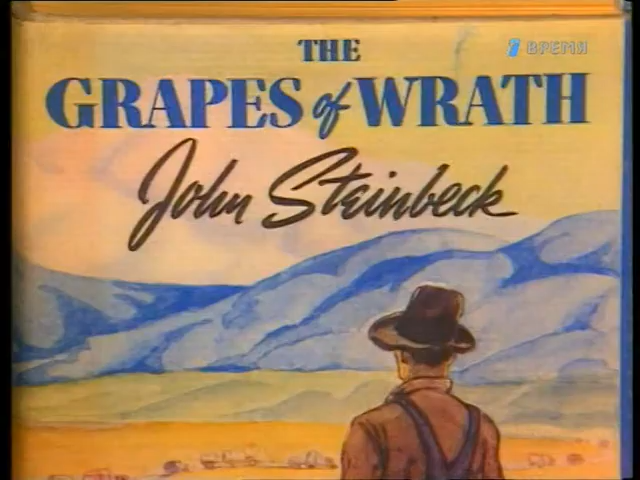 THE
1 ВРЕМЯ
GRAPES of WRATH
John Steinbeck